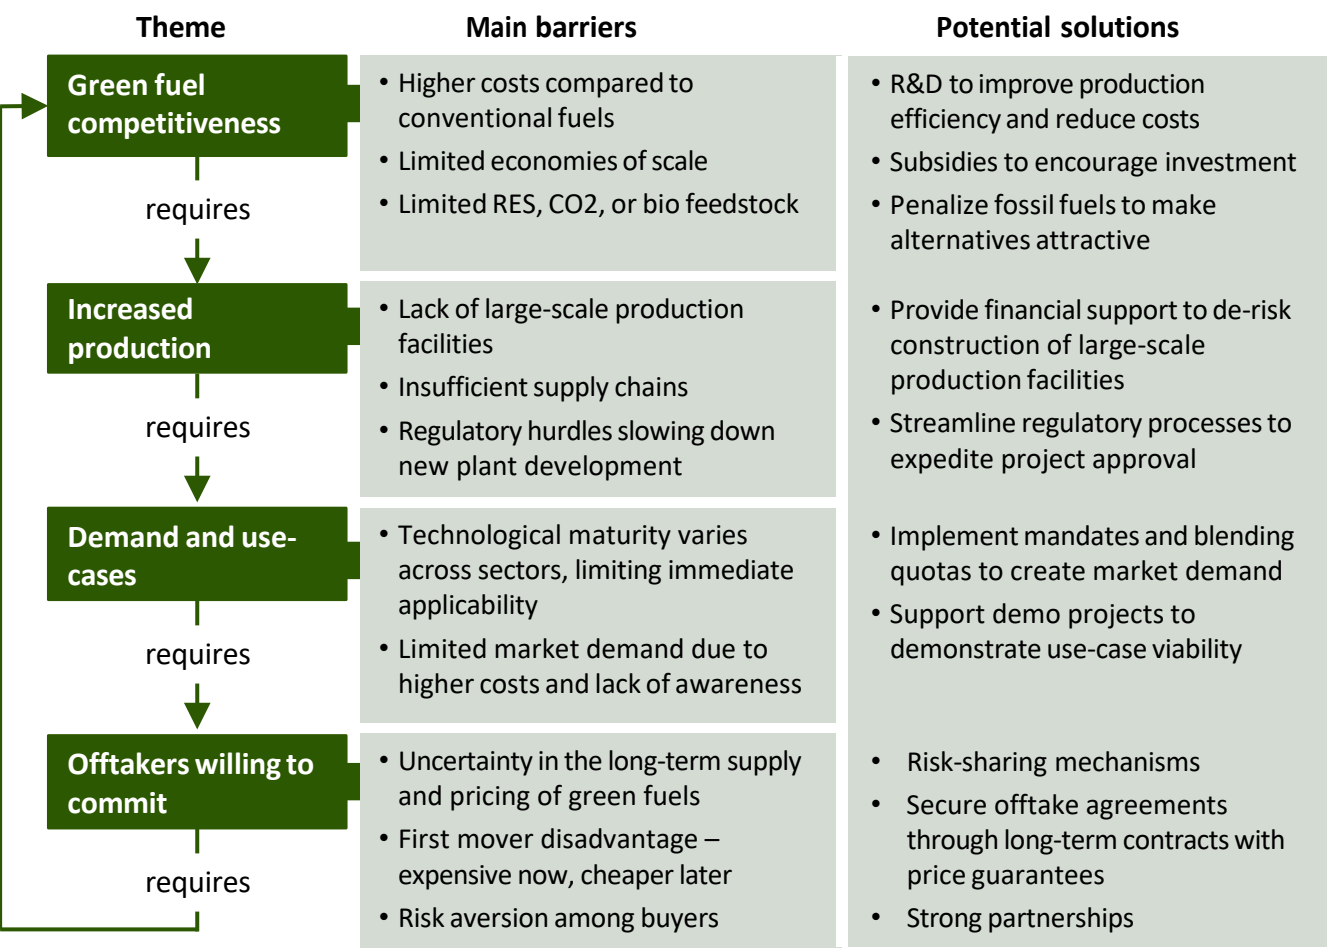 Theme
Main barriers
Potential solutions
Green fuel
competitiveness
• Higher costs compared to
conventional fuels
• Limited economies of scale
• Limited RES, CO2, or bio feedstock
• R&D to improve production
efficiency and reduce costs
• Subsidies to encourage investment
• Penalize fossil fuels to make
alternatives attractive
requires
Increased
production
• Lack of large-scale production
facilities
• Insufficient supply chains
• Regulatory hurdles slowing down
new plant development
• Provide financial support to de-risk
construction of large-scale
production facilities
• Streamline regulatory processes to
expedite project approval
requires
Demand and use-
cases
• Technological maturity varies
across sectors, limiting immediate
applicability
• Limited market demand due to
higher costs and lack of awareness
• Implement mandates and blending
quotas to create market demand
• Support demo projects to
demonstrate use-case viability
requires
Offtakers willing to
commit
• Uncertainty in the long-term supply
and pricing of green fuels
• First mover disadvantage –
expensive now, cheaper later
• Risk aversion among buyers
• Risk-sharing mechanisms
• Secure offtake agreements
through long-term contracts with
price guarantees
• Strong partnerships
requires